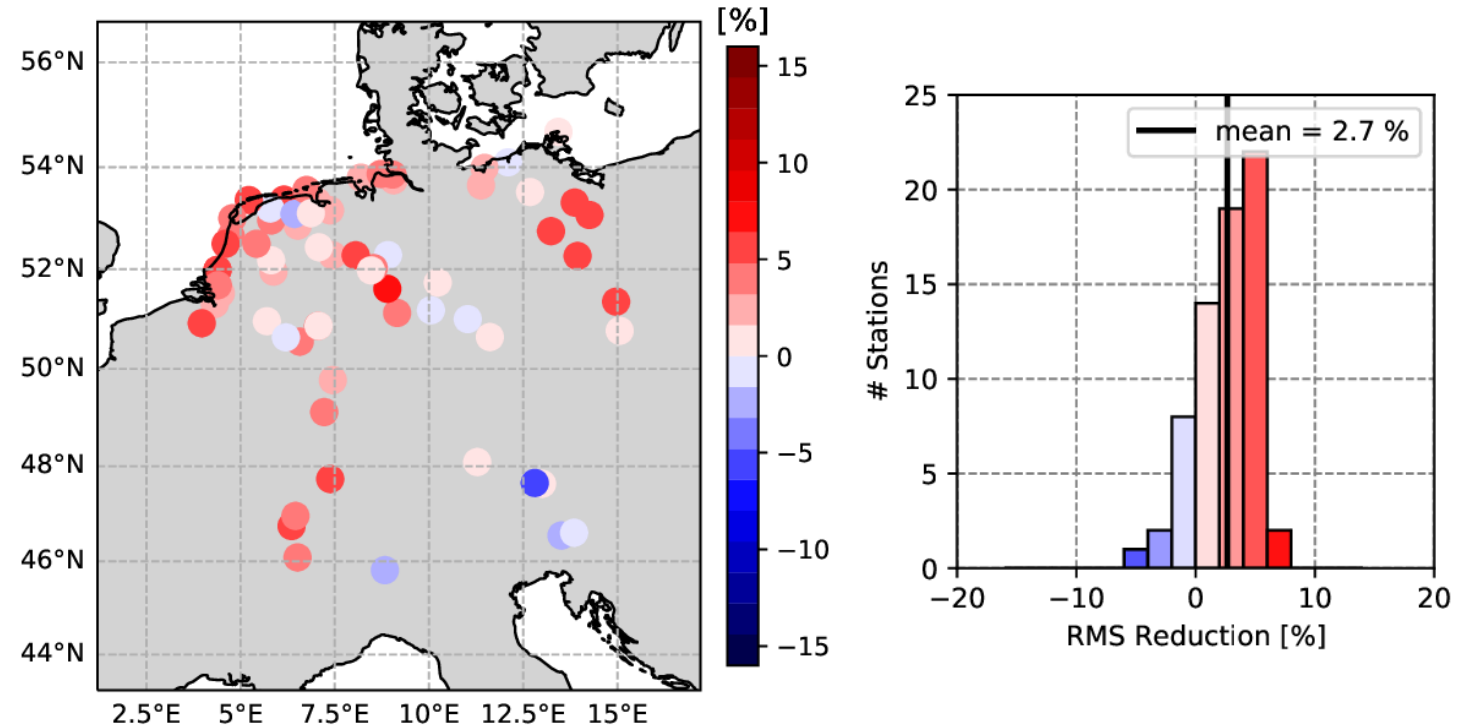 [%]
56°N
54°N
52°N
50°N
48°N
46°N
44°N
2.5°E 5°E 7.5°E 10°E 12.5°E 15°E
15
10
5
0
−5
−10
−15
mean = 2.7 %
25
20
15
10
5
0
# Stations
−20 −10 0 10 20
RMS Reduction [%]